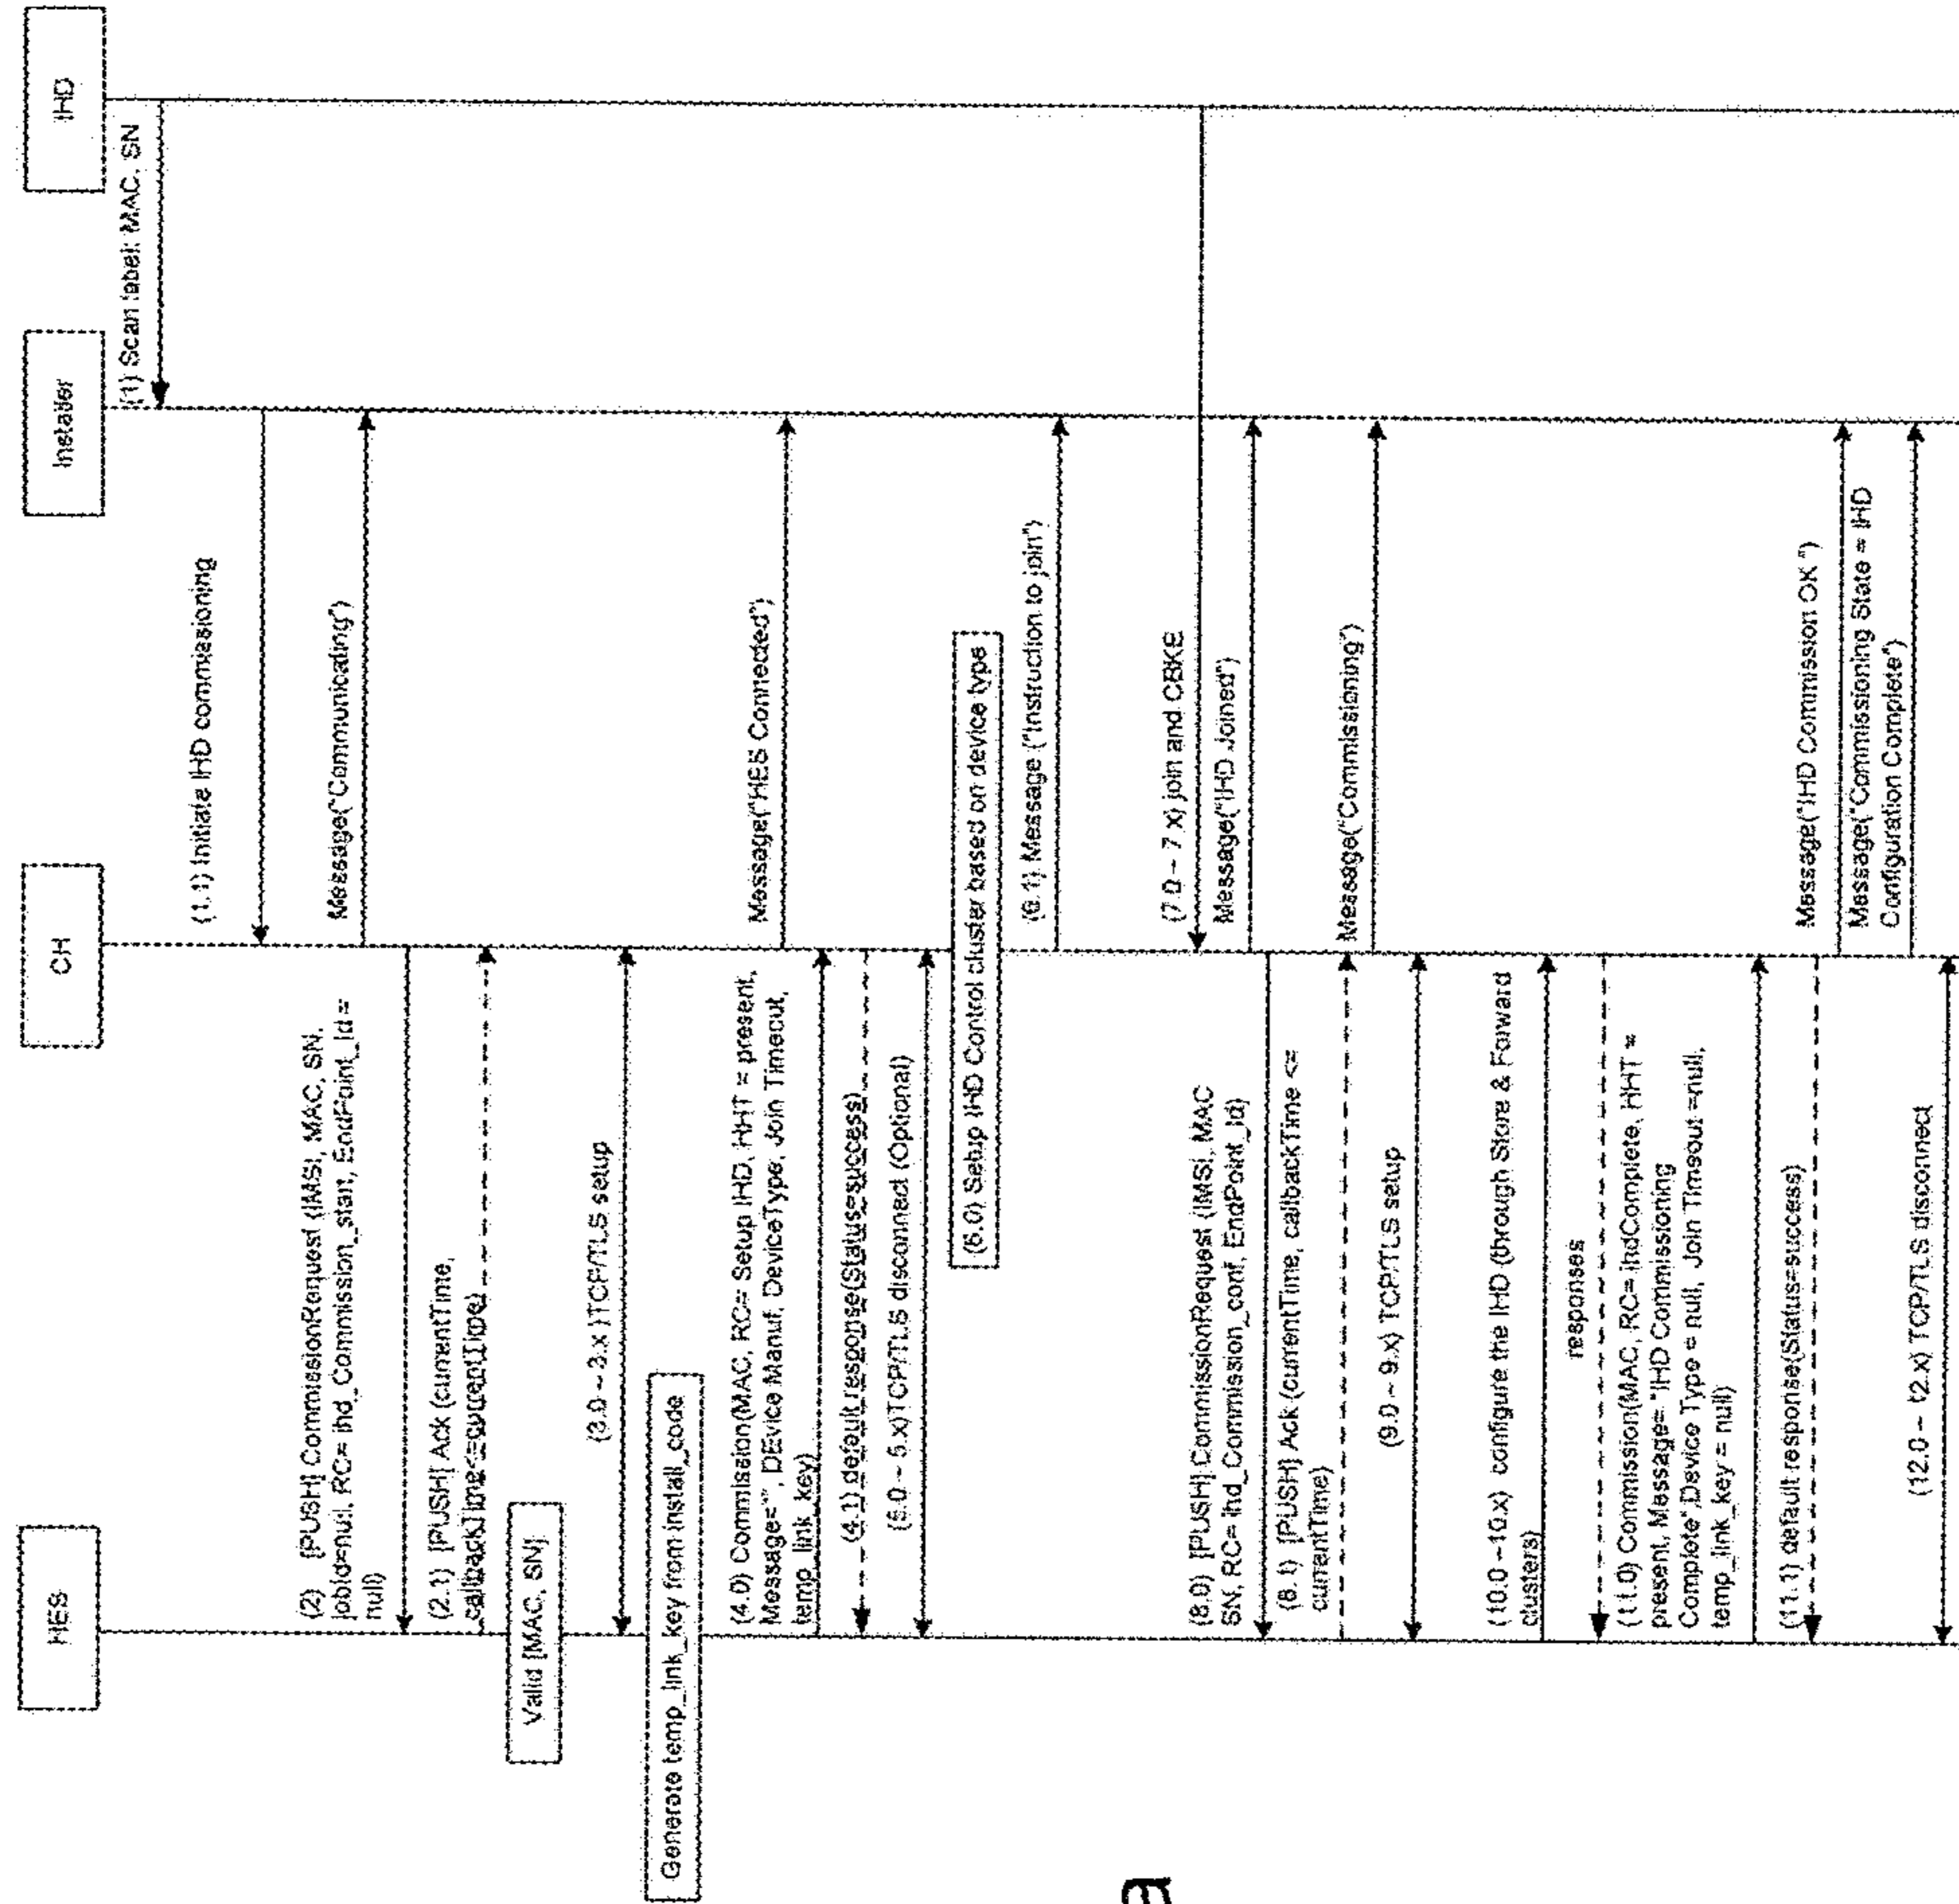 HES
CH
Installer
IHD
(1) Scan label: MAC, SN
(1.1) Initiate IHD commissioning
Message("Communicating")
(2) [PUSH] CommissionRequest (IMSI, MAC, SN,
jobId=null, RC= ihd_Commission_start, EndPoint_Id =
null)
(2.1) [PUSH] Ack (currentTime,
callbackTime<=currentTime)
Valid [MAC, SN]
(3.0 – 3.x )TCP/TLS setup
Generate temp_link_key from install_code
Message("HES Connected")
(4.0) Commission(MAC, RC= Setup IHD, HHT = present,
Message="", DEvice Manuf, DeviceType, Join Timeout,
temp_link_key)
(4.1) default response(Status=success)
(5.0 – 5.x)TCP/TLS disconnect (Optional)
(6.0) Setup IHD Control cluster based on device type
(6.1) Message ("Instruction to join")
(7.0 – 7.x) join and CBKE
Message("IHD Joined")
(8.0) [PUSH] CommissionRequest (IMSI, MAC
SN, RC= ihd_Commission_conf, EndPoint_Id)
(8.1) [PUSH] Ack (currentTime, callbackTime <=
currentTime)
Message("Commissioning")
(9.0 – 9.x) TCP/TLS setup
(10.0 –10.x) configure the IHD (through Store & Forward
clusters)
responses
(11.0) Commission(MAC, RC= ihdComplete, HHT =
present, Message= "IHD Commissioning
Complete",Device Type = null, Join Timeout =null,
temp_link_key = null)
(11.1) default response(Status=success)
Message("IHD Commission OK ")
Message("Commissioning State = IHD
Configuration Complete")
(12.0 – 12.x) TCP/TLS disconnect